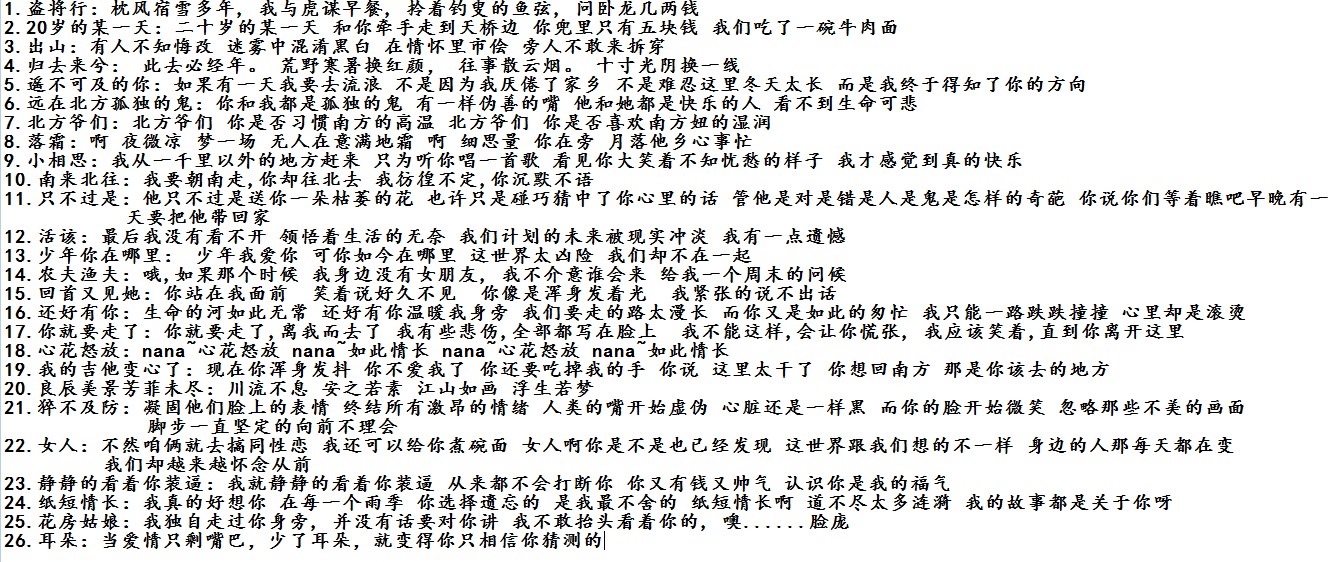 1. 盗将行：枕风宿雪多年，我与虎谋早餐，拎着钓叟的鱼弦，问卧龙几两钱
2. 20岁的某一天：二十岁的某一天 和你牵手走到天桥边 你兜里只有五块钱 我们吃了一碗牛肉面
3. 出山：有人不知悔改 迷雾中混淆黑白 在情怀里市侩 旁人不敢来拆穿
4. 归去来兮： 此去必经年。 荒野寒暑换红颜， 往事散云烟。 十寸光阴换一线
5. 遥不可及的你：如果有一天我要去流浪 不是因为我厌倦了家乡 不是难忍这里冬天太长 而是我终于得知了你的方向
6. 远在北方孤独的鬼：你和我都是孤独的鬼 有一样伪善的嘴 他和她都是快乐的人 看不到生命可悲
7. 北方爷们：北方爷们 你是否习惯南方的高温 北方爷们 你是否喜欢南方妞的湿润
8. 落霜：啊 夜微凉 梦一场 无人在意满地霜 啊 细思量 你在旁 月落他乡心事忙
9. 小相思：我从一千里以外的地方赶来 只为听你唱一首歌 看见你大笑着不知忧愁的样子 我才感觉到真的快乐
10. 南来北往：我要朝南走,你却往北去 我彷徨不定,你沉默不语
11. 只不过是：他只不过是送你一朵枯萎的花 也许只是碰巧猜中了你心里的话 管他是对是错是人是鬼是怎样的奇葩 你说你们等着瞧吧早晚有一
天要把他带回家
12. 活该：最后我没有看不开 领悟着生活的无奈 我们计划的未来被现实冲淡 我有一点遗憾
13. 少年你在哪里： 少年我爱你 可你如今在哪里 这世界太凶险 我们却不在一起
14. 农夫渔夫：哦,如果那个时候 我身边没有女朋友，我不介意谁会来 给我一个周末的问候
15. 回首又见她：你站在我面前 笑着说好久不见 你像是浑身发着光 我紧张的说不出话
16. 还好有你：生命的河如此无常 还好有你温暖我身旁 我们要走的路太漫长 而你又是如此的匆忙 我只能一路跌跌撞撞 心里却是滚烫
17. 你就要走了：你就要走了,离我而去了 我有些悲伤,全部都写在脸上 我不能这样,会让你慌张， 我应该笑着,直到你离开这里
18. 心花怒放：nana~心花怒放 nana~如此情长 nana~心花怒放 nana~如此情长
19. 我的吉他变心了：现在你浑身发抖 你不爱我了 你还要吃掉我的手 你说 这里太干了 你想回南方 那是你该去的地方
20. 良辰美景芳菲未尽：川流不息 安之若素 江山如画 浮生若梦
21. 猝不及防：凝固他们脸上的表情 终结所有激昂的情绪 人类的嘴开始虚伪 心脏还是一样黑 而你的脸开始微笑 忽略那些不美的画面
脚步一直坚定的向前不理会
22. 女人：不然咱俩就去搞同性恋 我还可以给你煮碗面 女人啊你是不是也已经发现 这世界跟我们想的不一样 身边的人那每天都在变
我们却越来越怀念从前
23. 静静的看着你装逼：我就静静的看着你装逼 从来都不会打断你 你又有钱又帅气 认识你是我的福气
24. 纸短情长：我真的好想你 在每一个雨季 你选择遗忘的 是我最不舍的 纸短情长啊 道不尽太多涟漪 我的故事都是关于你呀
25. 花房姑娘：我独自走过你身旁，并没有话要对你讲 我不敢抬头看着你的，噢......脸庞
26. 耳朵：当爱情只剩嘴巴，少了耳朵，就变得你只相信你猜测的